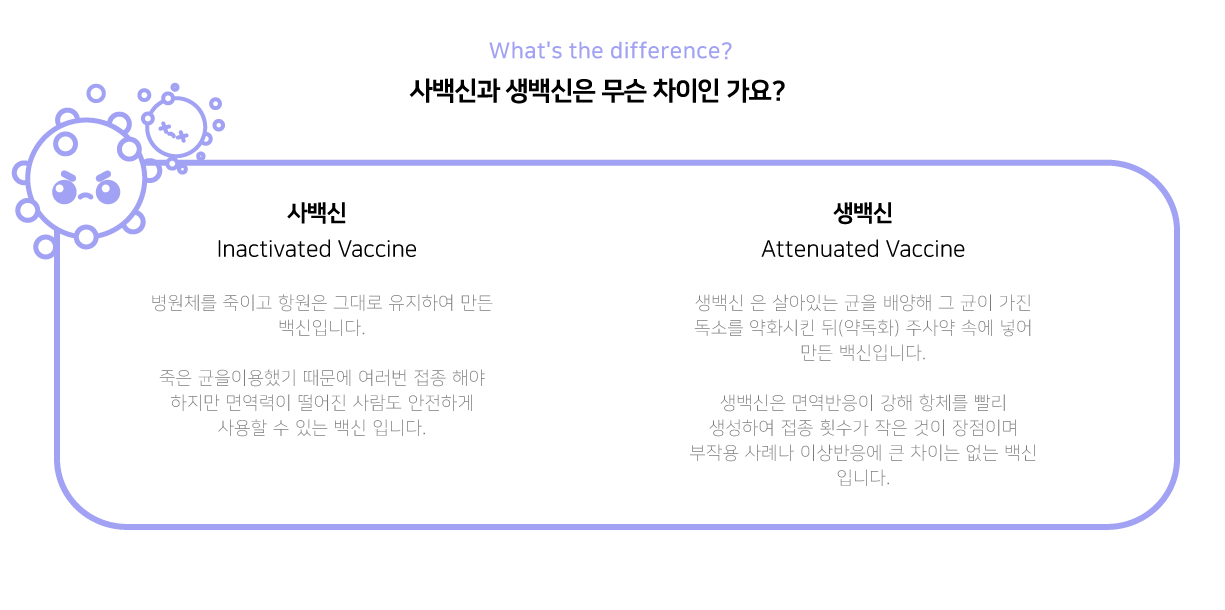 What's the difference?
사백신과 생백신은 무슨 차이인 가요?
사백신
Inactivated Vaccine
병원체를 죽이고 항원은 그대로 유지하여 만든
백신입니다.
죽은 균을이용했기 때문에 여러번 접종 해야
하지만 면역력이 떨어진 사람도 안전하게
사용할 수 있는 백신 입니다.
생백신
Attenuated Vaccine
생백신 은 살아있는 균을 배양해 그 균이 가진
독소를 약화시킨 뒤(약독화) 주사약 속에 넣어
만든 백신입니다.
생백신은 면역반응이 강해 항체를 빨리
생성하여 접종 횟수가 작은 것이 장점이며
부작용 사례나 이상반응에 큰 차이는 없는 백신
입니다.